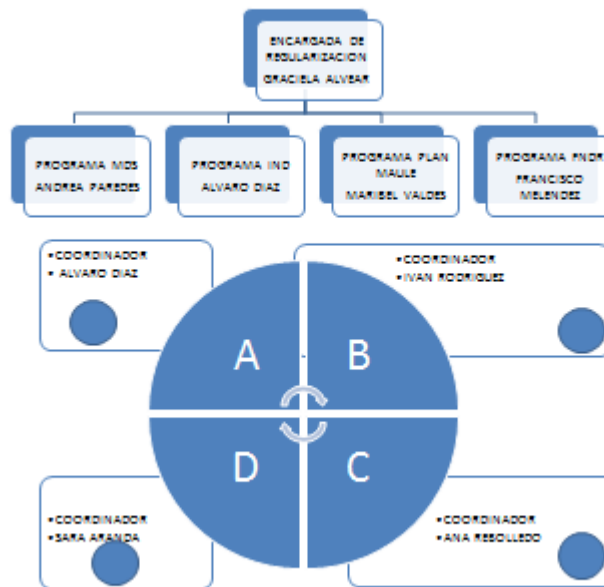 ENCARGADA DE
REGULARIZACION
GRACIELA ALVEAR
PROGRAMA MDS
ANDREA PAREDES
PROGRAMA IND
ALVARO DIAZ
PROGRAMA PLAN
MAULE
MARISEL VALDES
PROGRAMA FNDR
FRANCISCO
MELENDEZ
•COORDINADOR
• ALVARO DIAZ
•COORDINADOR
•IVAN RODRIGUEZ
A
B
D
C
•COORDINADOR
•SARA ARANDA
•COORDINADOR
•ANA REBOLLEDO